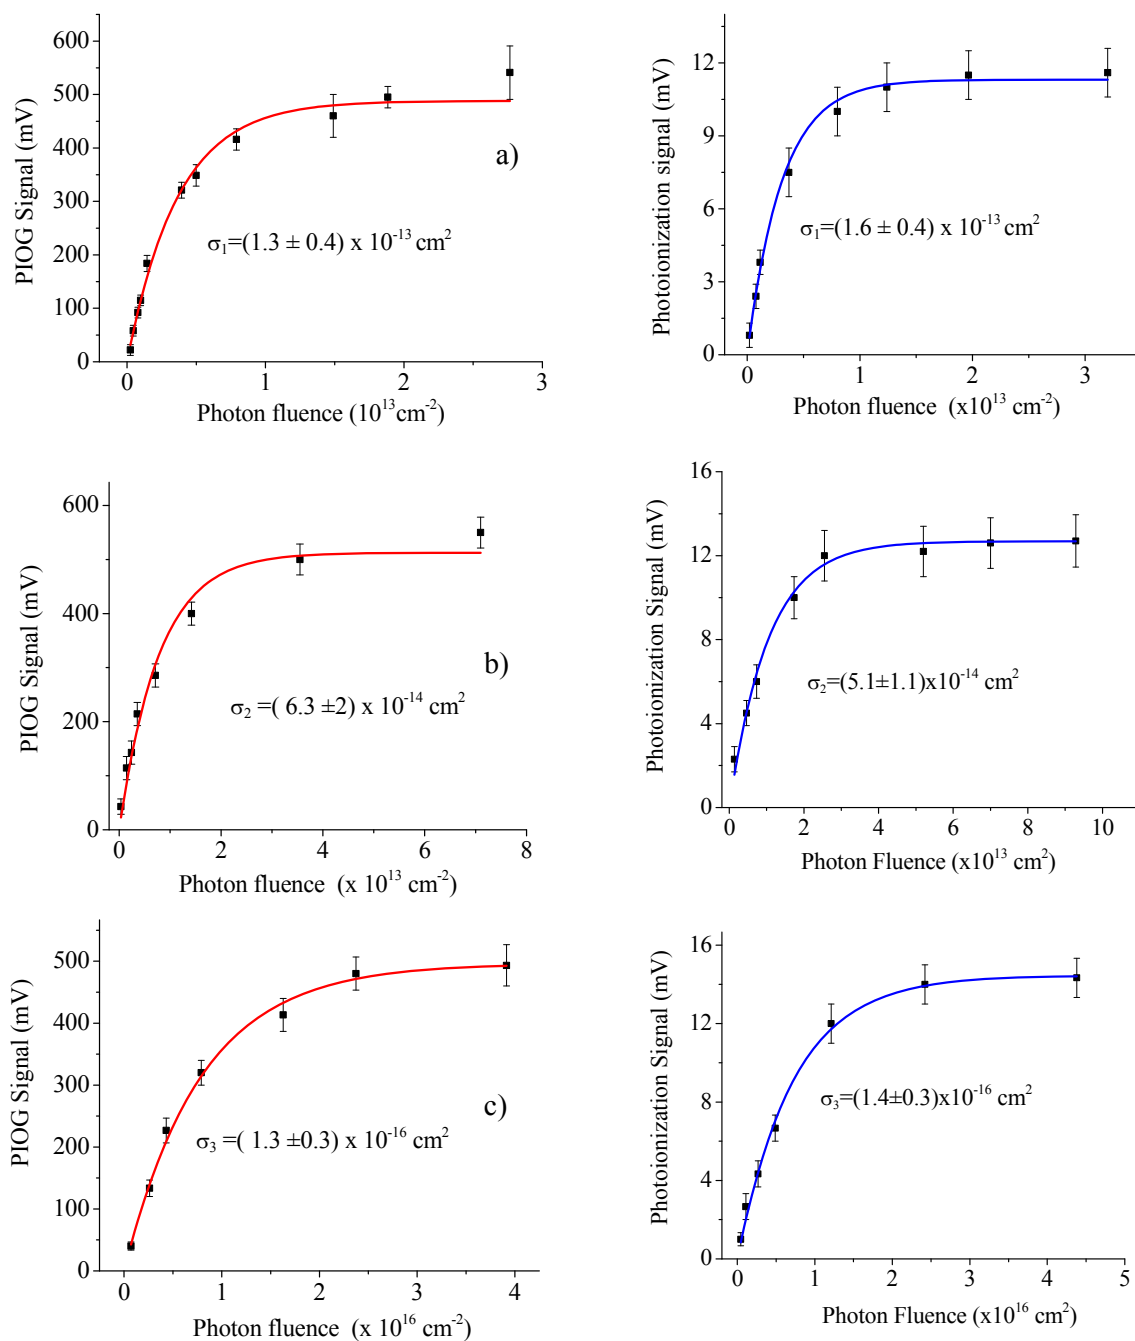 600
500
400
300
200
100
0
PIOG Signal (mV)
a)
σ1=(1.3 ± 0.4) x 10-13 cm2
0 1 2 3
Photon fluence (1013cm-2)
12
9
6
3
0
Photoionization signal (mV)
σ1=(1.6 ± 0.4) x 10-13 cm2
0 1 2 3
Photon fluence (x1013 cm-2)
600
400
200
0
PIOG Signal (mV)
b)
σ2 =( 6.3 ±2) x 10-14 cm2
0 2 4 6 8
Photon fluence (x 1013 cm-2)
16
12
8
4
0
Photoionization Signal (mV)
σ2=(5.1±1.1)x10-14 cm2
0 2 4 6 8 10
Photon Fluence (x1013 cm2)
500
400
300
200
100
0
PIOG Signal (mV)
c)
σ3 =( 1.3 ±0.3) x 10-16 cm2
0 1 2 3 4
Photon fluence (x 1016 cm-2)
16
12
8
4
0
Photoionization Signal (mV)
σ3=(1.4±0.3)x10-16 cm2
0 1 2 3 4 5
Photon Fluence (x1016 cm2)